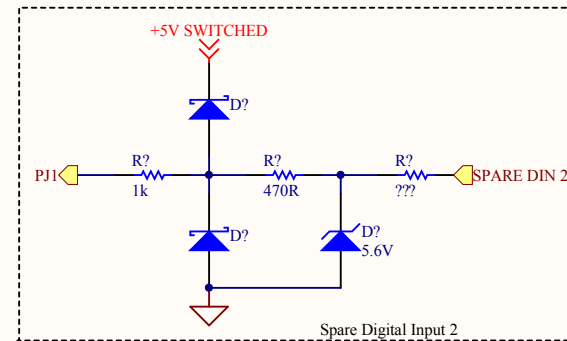 +5V SWITCHED
D?
R?
R?
R?
PJ1
SPARE DIN 2
1k
470R
???
D?
D?
5.6V
Spare Digital Input 2